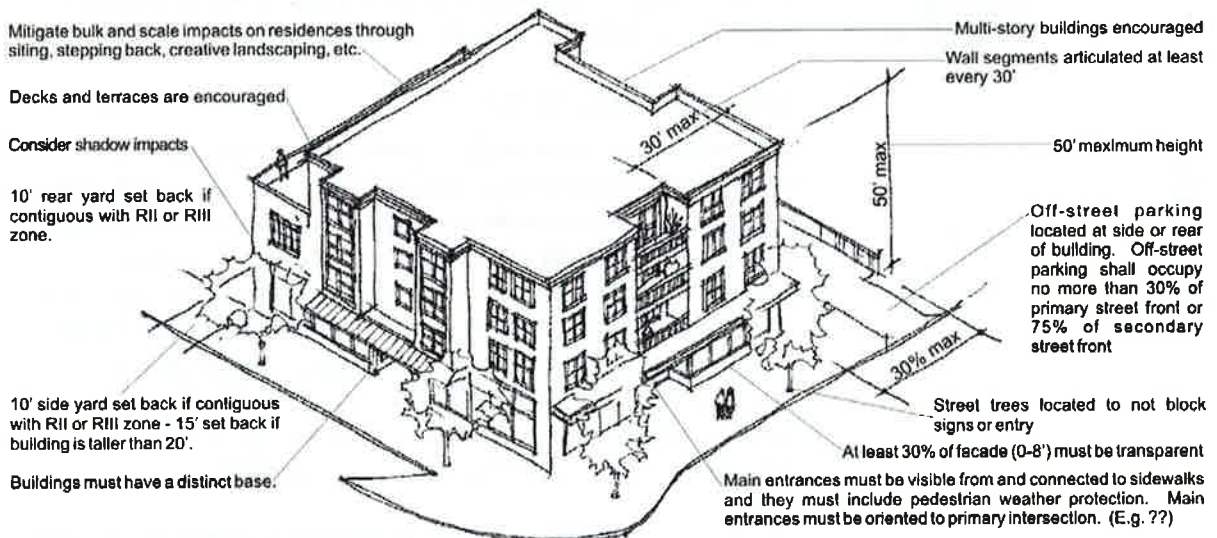 Mitigate bulk and scale impacts on residences through
siting, stepping back, creative landscaping, etc.
Decks and terraces are encouraged
Consider shadow impacts
10' rear yard set back if
contiguous with RII or RIII
zone.
10' side yard set back if contiguous
with RII or RIII zone - 15' set back if
building is taller than 20'.
Buildings must have a distinct base.
Multi-story buildings encouraged
Wall segments articulated at least
every 30'
30' max
50' max
50' maximum height
Off-street parking
located at side or rear
of building. Off-street
parking shall occupy
no more than 30% of
primary street front or
75% of secondary
street front
30% max
Street trees located to not block
signs or entry
At least 30% of facade (0-8') must be transparent
Main entrances must be visible from and connected to sidewalks
and they must include pedestrian weather protection. Main
entrances must be oriented to primary intersection. (E.g. ??)